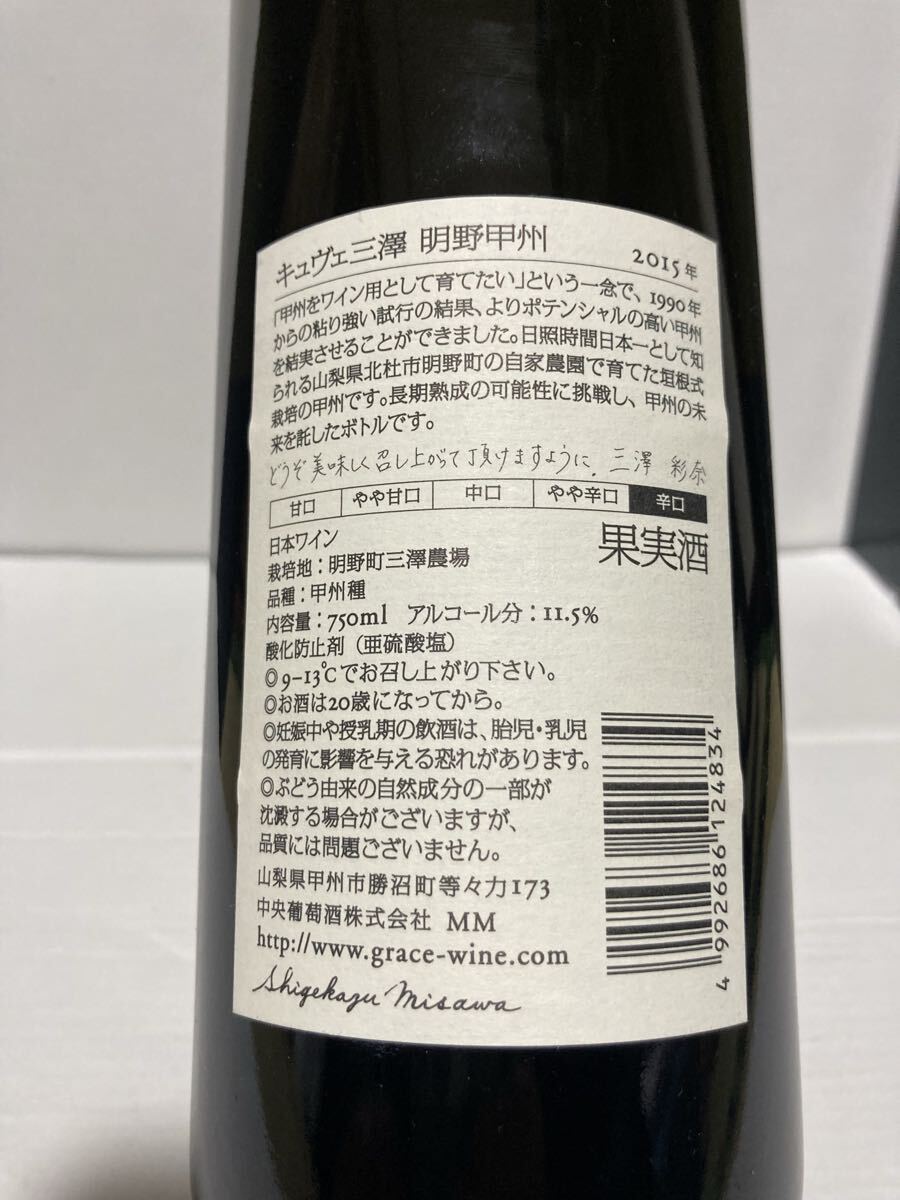 キュヴェ三澤 明野甲州 2015年
「甲州をワイン用として育てたい」という一念で、1990年
からの粘り強い試行の結果、よりポテンシャルの高い甲州
を結実させることができました。日照時間日本一として知
られる山梨県北杜市明野町の自家農園で育てた垣根式
栽培の甲州です。長期熟成の可能性に挑戦し、甲州の未
来を託したボトルです。
どうぞ美味しく召し上がって頂けますように. 三澤 彩奈
甘口 やや甘口 中口 やや辛口 辛口
日本ワイン
果実酒
栽培地：明野町三澤農場
品種：甲州種
内容量：750ml アルコール分：11.5%
酸化防止剤（亜硫酸塩）
◎9–13℃でお召し上がり下さい。
◎お酒は20歳になってから。
◎妊娠中や授乳期の飲酒は、胎児・乳児
の発育に影響を与える恐れがあります。
◎ぶどう由来の自然成分の一部が
沈澱する場合がございますが、
品質には問題ございません。
山梨県甲州市勝沼町等々力173
中央葡萄酒株式会社 MM
http://www.grace-wine.com
Shigekazu Misawa
4 992686 124834